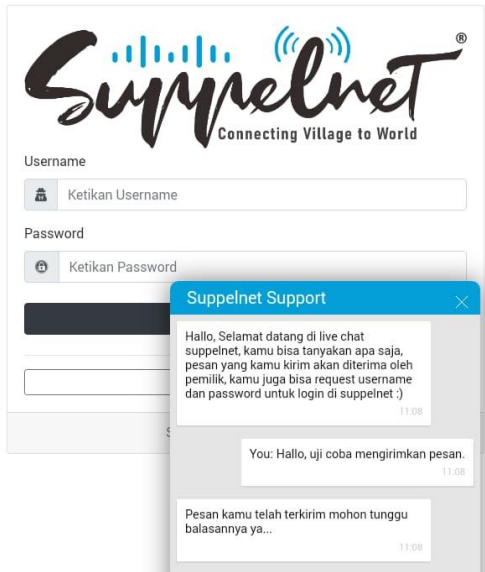 Suppelnet®
Connecting Village to World
Username
Ketikan Username
Password
Ketikan Password
Suppelnet Support
Hallo, Selamat datang di live chat
suppelnet, kamu bisa tanyakan apa saja,
pesan yang kamu kirim akan diterima oleh
pemilik, kamu juga bisa request username
dan password untuk login di suppelnet :)
11:08
You: Hallo, uji coba mengirimkan pesan.
11:08
Pesan kamu telah terkirim mohon tunggu
balasannya ya...
11:08